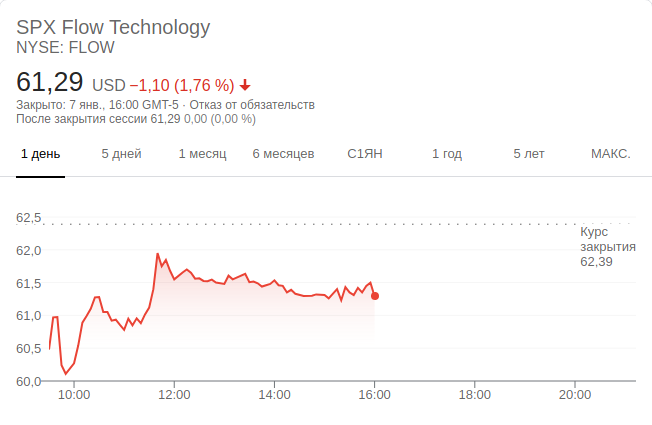 SPX Flow Technology
NYSE: FLOW
61,29 USD −1,10 (1,76 %)
Закрыто: 7 янв., 16:00 GMT-5 · Отказ от обязательств
После закрытия сессии 61,29 0,00 (0,00 %)
1 день 5 дней 1 месяц 6 месяцев С1ЯН 1 год 5 лет МАКС.
62,5
Курс
закрытия
62,39
62,0
61,5
61,0
60,5
60,0
10:00 12:00 14:00 16:00 18:00 20:00